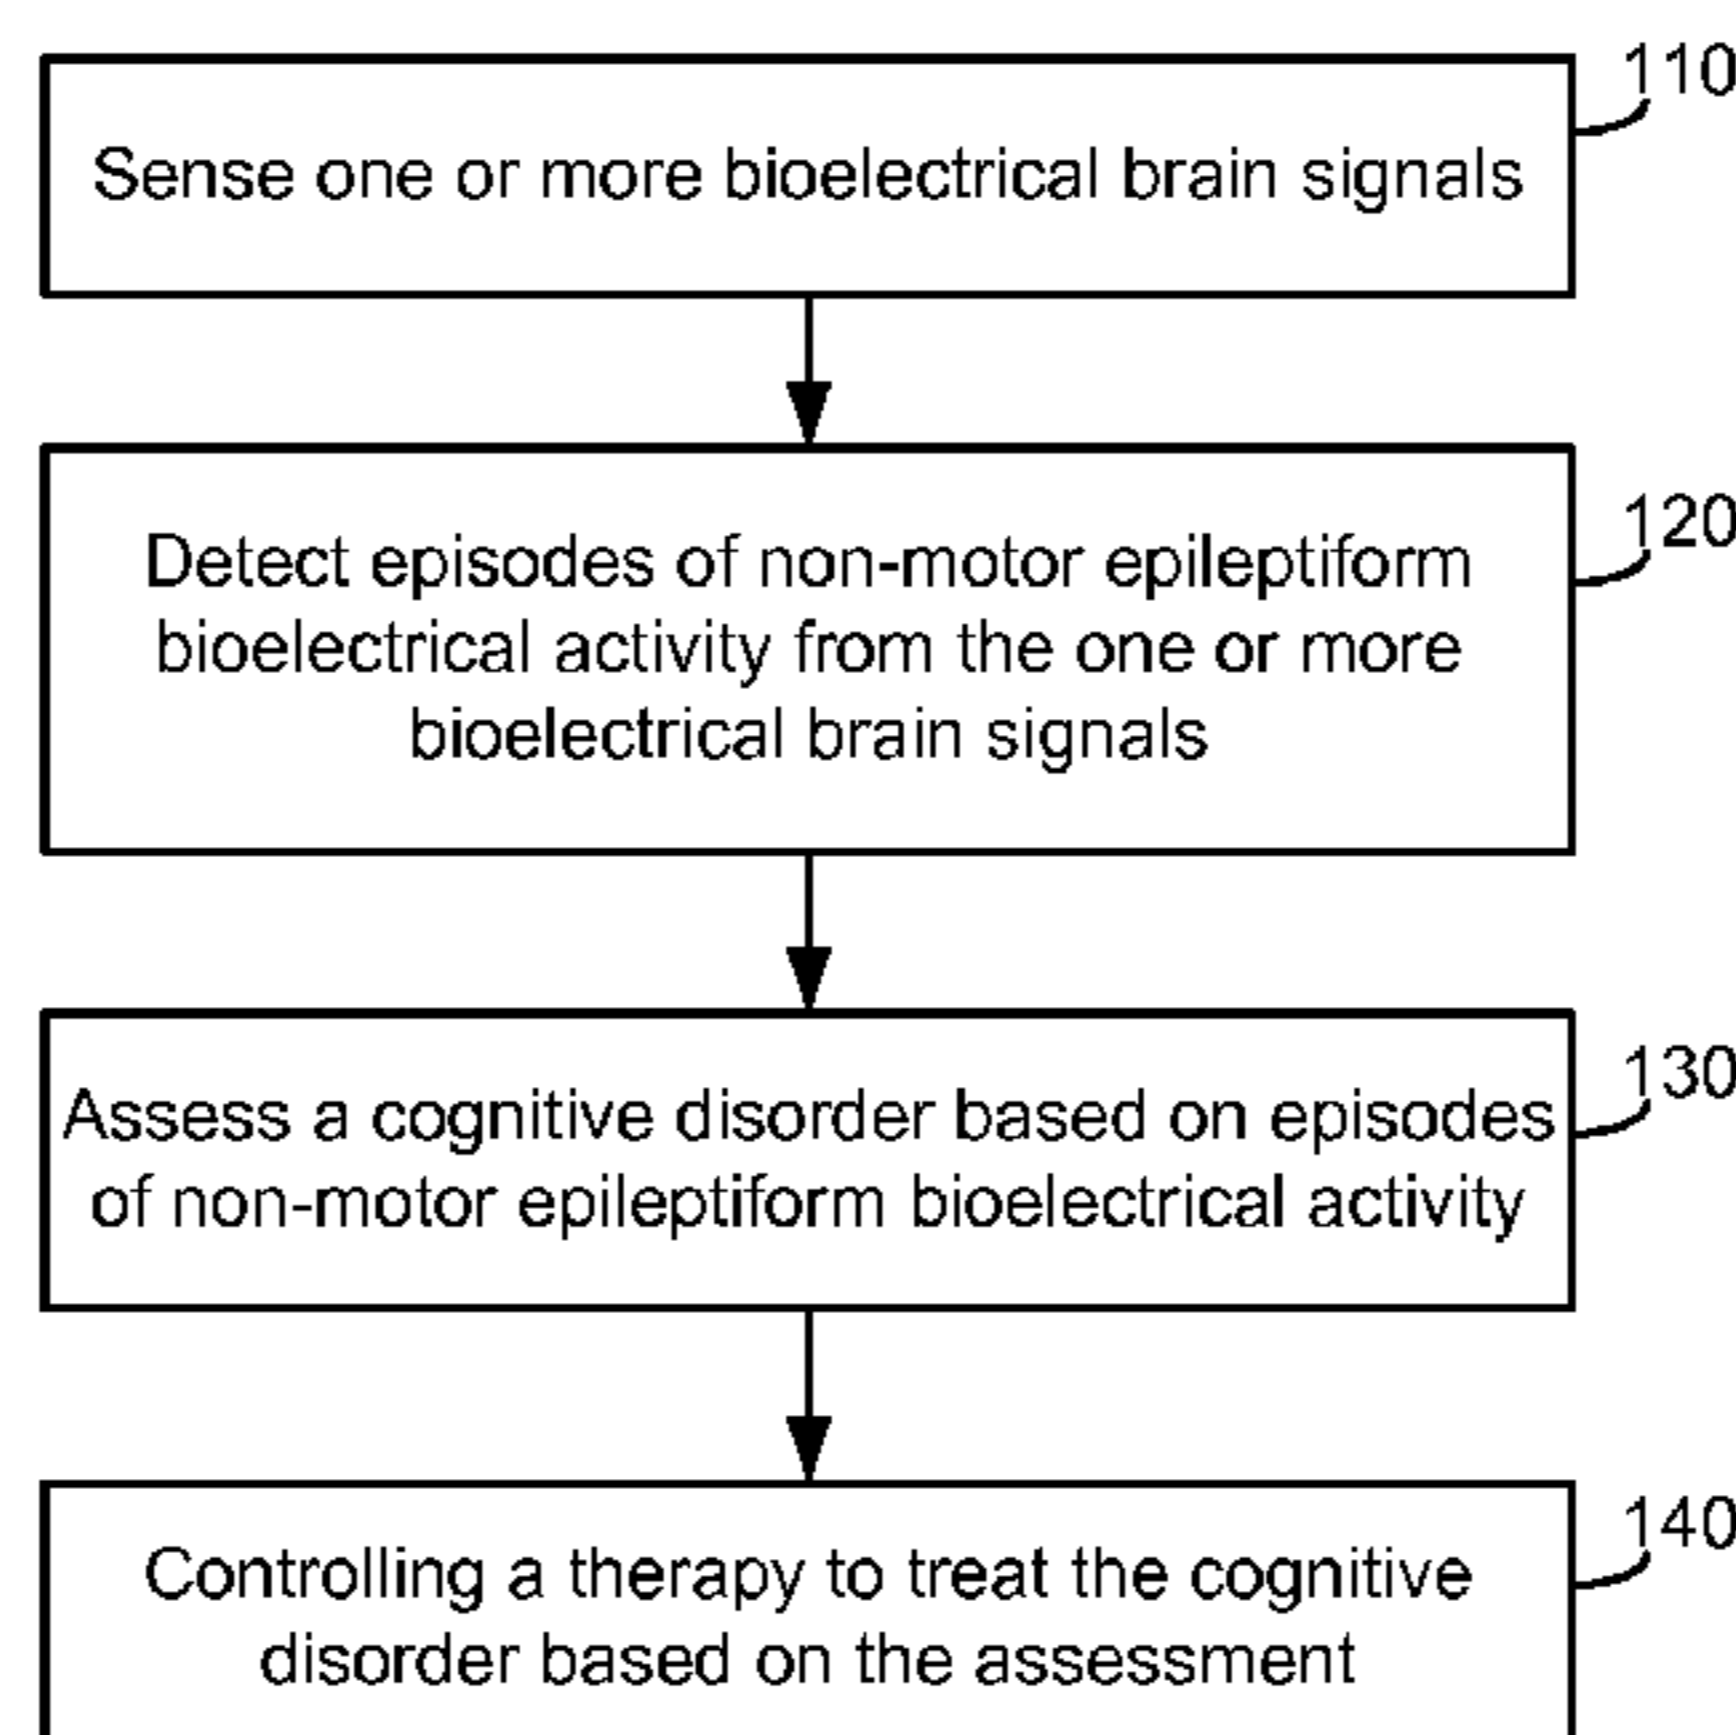 110
Sense one or more bioelectrical brain signals
120
Detect episodes of non-motor epileptiform
bioelectrical activity from the one or more
bioelectrical brain signals
130
Assess a cognitive disorder based on episodes
of non-motor epileptiform bioelectrical activity
140
Controlling a therapy to treat the cognitive
disorder based on the assessment